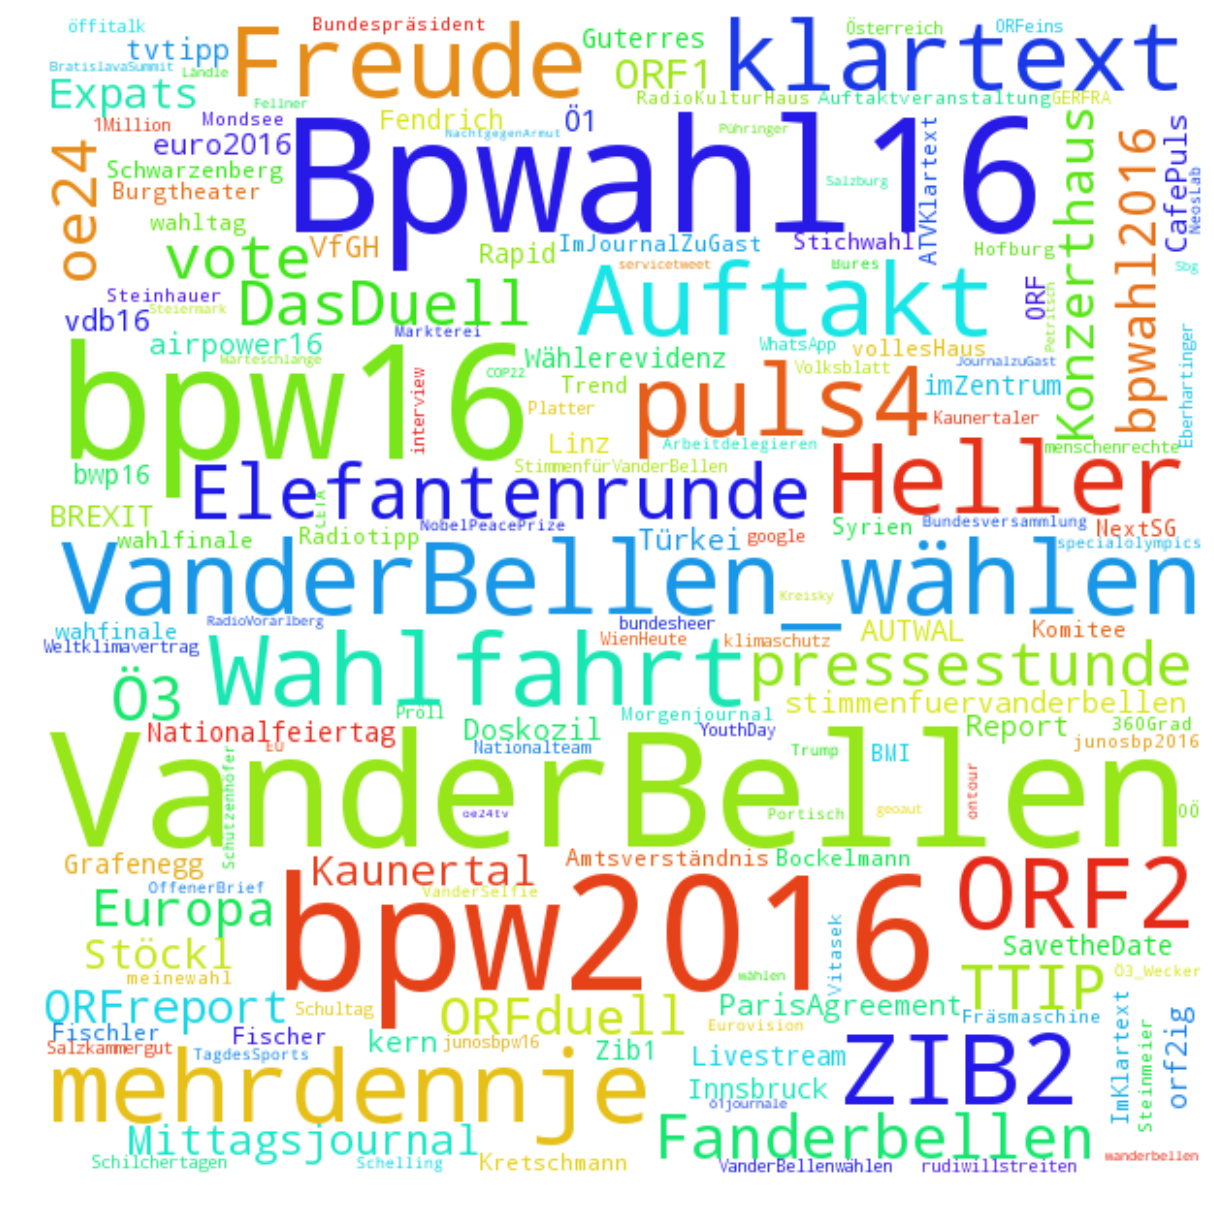 öffitalk
Bundespräsident
Freude
Guterres
klartext
Österreich
ORFeins
tvtipp
BratislavaSummit
Ländle
ORF1
Expats
Fellner
RadioKulturHaus
Auftaktveranstaltung
GERFRA
1Million
Mondsee
Fendrich
NachtgegenArmut
Ö1
Pühringer
euro2016
Bpwahl16
ATVKlartext
Konzerthaus
bpwahl2016
CafePuls
NeosLab
oe24
Schwarzenberg
Burgtheater
Salzburg
wahltag
vote
VfGH
Rapid
ImJournalZuGast
Stichwahl
Hofburg
servicetweet
Bures
Sbg
Steinhauer
Steiermark
DasDuell
Auftakt
ORF
Petritsch
vdb16
Markterei
airpower16
Warteschlange
bpw16
interview
COP22
Wählerevidenz
WhatsApp
vollesHaus
JournalzuGast
Volksblatt
Trend
puls4
imZentrum
Eberhartinger
Platter
Kaunertaler
Linz
Arbeitdelegieren
Heller
menschenrechte
bwp16
StimmenfürVanderBellen
Elefantenrunde
CETA
BREXIT
NobelPeacePrize
Syrien
Bundesversammlung
NextSG
wahlfinale
Radiotipp
Türkei
google
specialolympics
VanderBellen_wählen
Kreisky
RadioVorarlberg
bundesheer
wahfinale
WienHeute
klimaschutz
AUTWAL
Komitee
Weltklimavertrag
Wahlfahrt
pressestunde
Ö3
stimmenfuervanderbellen
Pröll
Morgenjournal
Nationalfeiertag
Doskozil
YouthDay
Report
360Grad
EU
Nationalteam
Trump
BMI
junosbp2016
VanderBellen
Schützenhöfer
ontour
oe24tv
Portisch
geoaut
OÖ
Grafenegg
Kaunertal
Amtsverständnis
Bockelmann
ORF2
OffenerBrief
VanderSelfie
Europa
bpw2016
Vitasek
Stöckl
SavetheDate
meinewahl
wählen
TTIP
Ö3_Wecker
ORFreport
Schultag
ORFduell
ParisAgreement
Fräsmaschine
ImKlartext
Steinmeier
orf2ig
Fischler
Fischer
Eurovision
Salzkammergut
TagdesSports
kern
junosbpw16
Zib1
Livestream
ZIB2
mehrdennje
Innsbruck
ö1journale
Mittagsjournal
Fanderbellen
Schilchertagen
Schelling
Kretschmann
VanderBellenwählen
rudiwillstreiten
wanderbellen